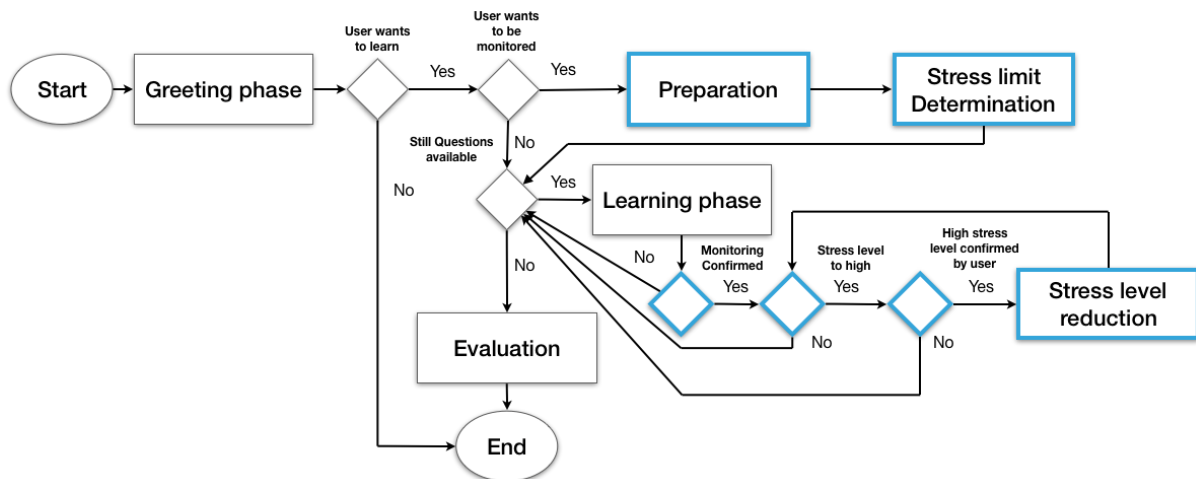 User wants
to learn
User wants
to be
monitored
Start
Greeting phase
Yes
Yes
Preparation
Stress limit
Determination
Still Questions
available
No
No
Yes
Learning phase
No
No
Monitoring
Confirmed
Yes
Stress level
to high
Yes
High stress
level confirmed
by user
Yes
Stress level
reduction
No
No
Evaluation
End